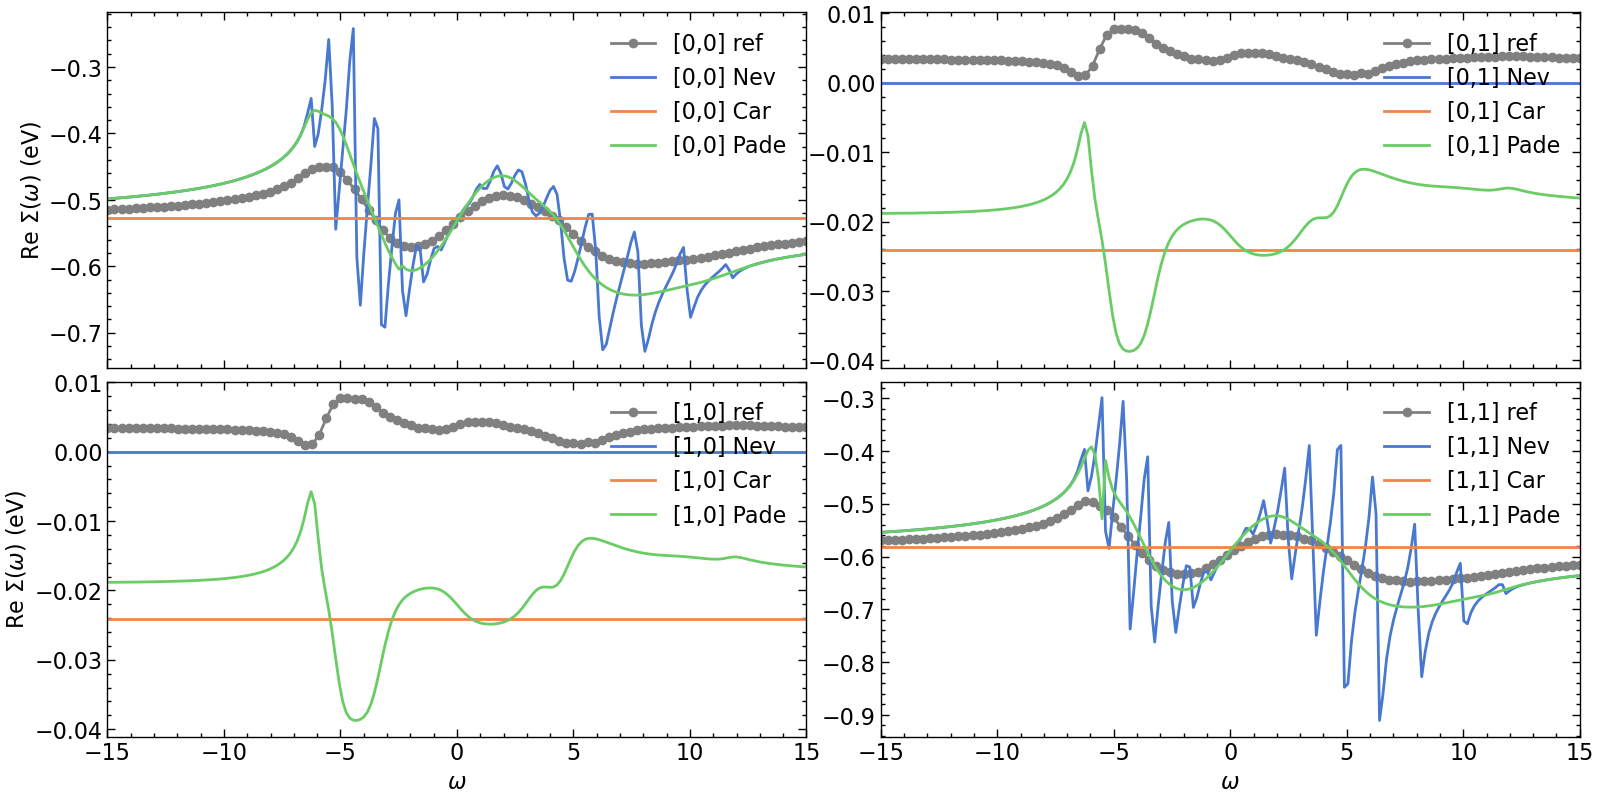 Re Σ(ω) (eV)
−0.3
−0.4
−0.5
−0.6
−0.7
[0,0] ref
[0,0] Nev
[0,0] Car
[0,0] Pade
0.01
0.00
−0.01
−0.02
−0.03
−0.04
[0,1] ref
[0,1] Nev
[0,1] Car
[0,1] Pade
Re Σ(ω) (eV)
0.01
0.00
−0.01
−0.02
−0.03
−0.04
[1,0] ref
[1,0] Nev
[1,0] Car
[1,0] Pade
−15 −10 −5 0 5 10 15
ω
−0.3
−0.4
−0.5
−0.6
−0.7
−0.8
−0.9
[1,1] ref
[1,1] Nev
[1,1] Car
[1,1] Pade
−15 −10 −5 0 5 10 15
ω